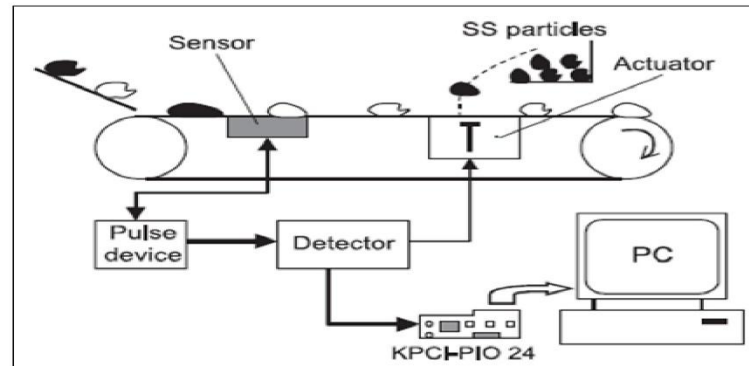 Sensor
SS particles
Actuator
Pulse
device
Detector
PC
KPCI-PIO 24